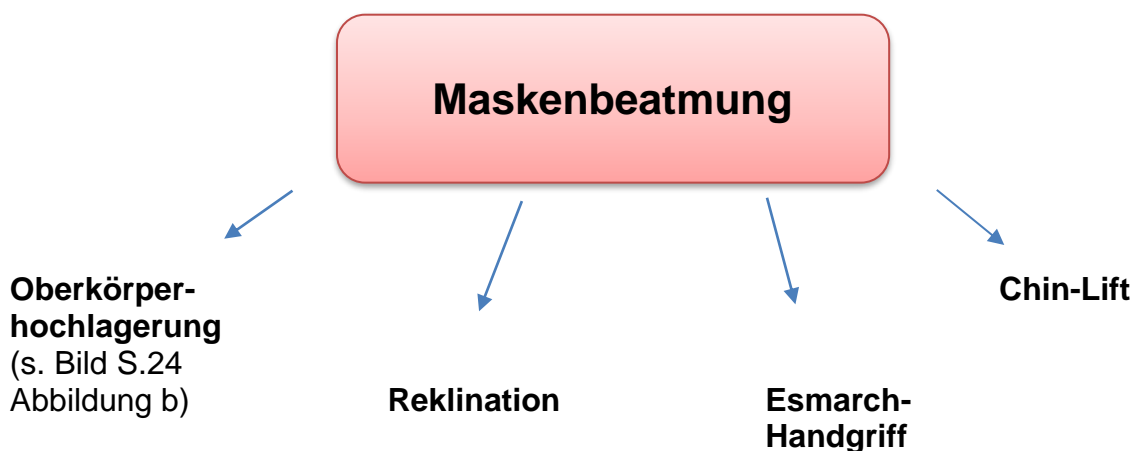 Maskenbeatmung
Oberkörper-
hochlagerung
(s. Bild S.24
Abbildung b)
Reklination
Esmarch-
Handgriff
Chin-Lift